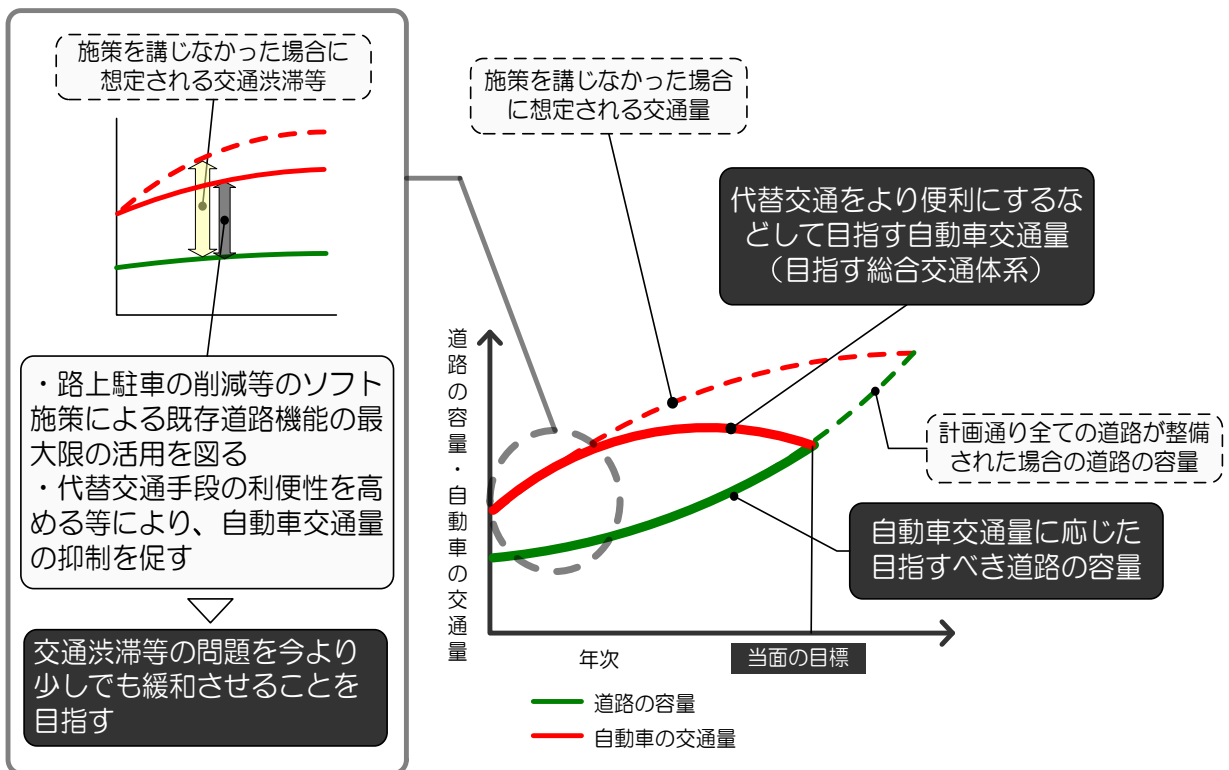 施策を講じなかった場合に
想定される交通渋滞等
・路上駐車の削減等のソフト
施策による既存道路機能の最
大限の活用を図る
・代替交通手段の利便性を高
める等により、自動車交通量
の抑制を促す
交通渋滞等の問題を今より
少しでも緩和させることを
目指す
施策を講じなかった場合
に想定される交通量
代替交通をより便利にするな
どして目指す自動車交通量
（目指す総合交通体系）
計画通り全ての道路が整備
された場合の道路の容量
自動車交通量に応じた
目指すべき道路の容量
道路の容量・自動車の交通量
年次
当面の目標
道路の容量
自動車の交通量